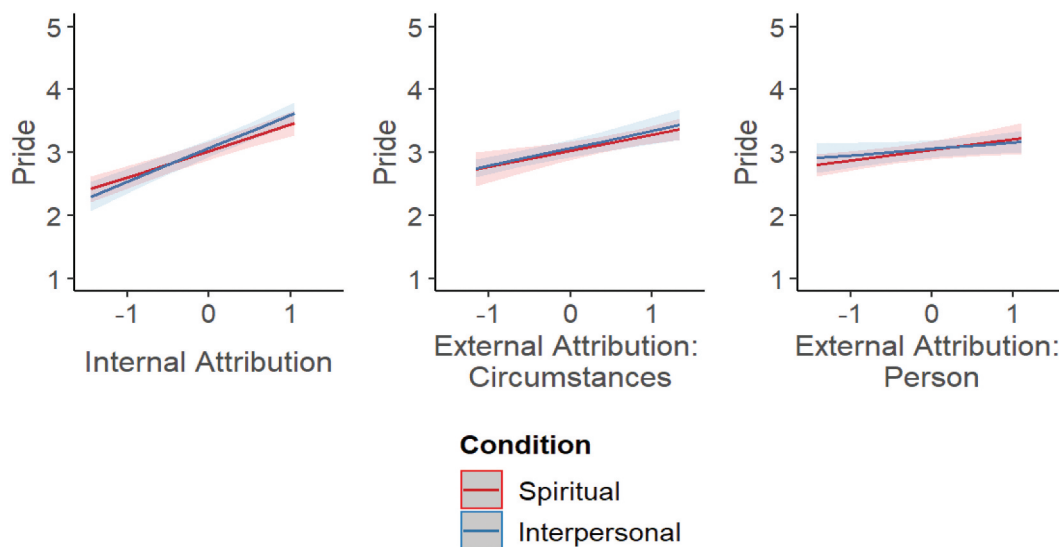 5
4
3
2
1
Pride
-1 0 1
Internal Attribution
5
4
3
2
1
Pride
-1 0 1
External Attribution:
Circumstances
5
4
3
2
1
Pride
-1 0 1
External Attribution:
Person
Condition
Spiritual
Interpersonal